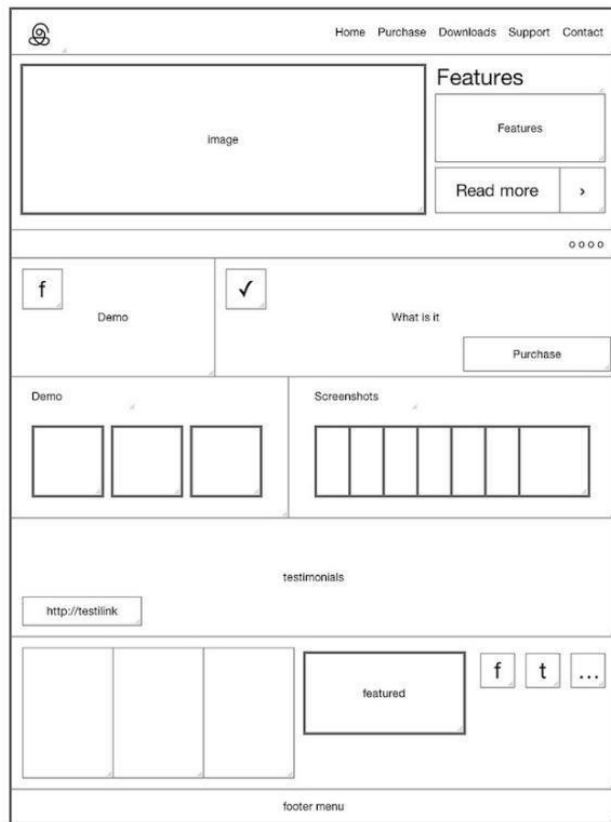 Home Purchase Downloads Support Contact
Features
image
Features
Read more ›
o o o o
f
✓
Demo
What is it
Purchase
Demo
Screenshots
testimonials
http://testilink
f t ...
featured
footer menu